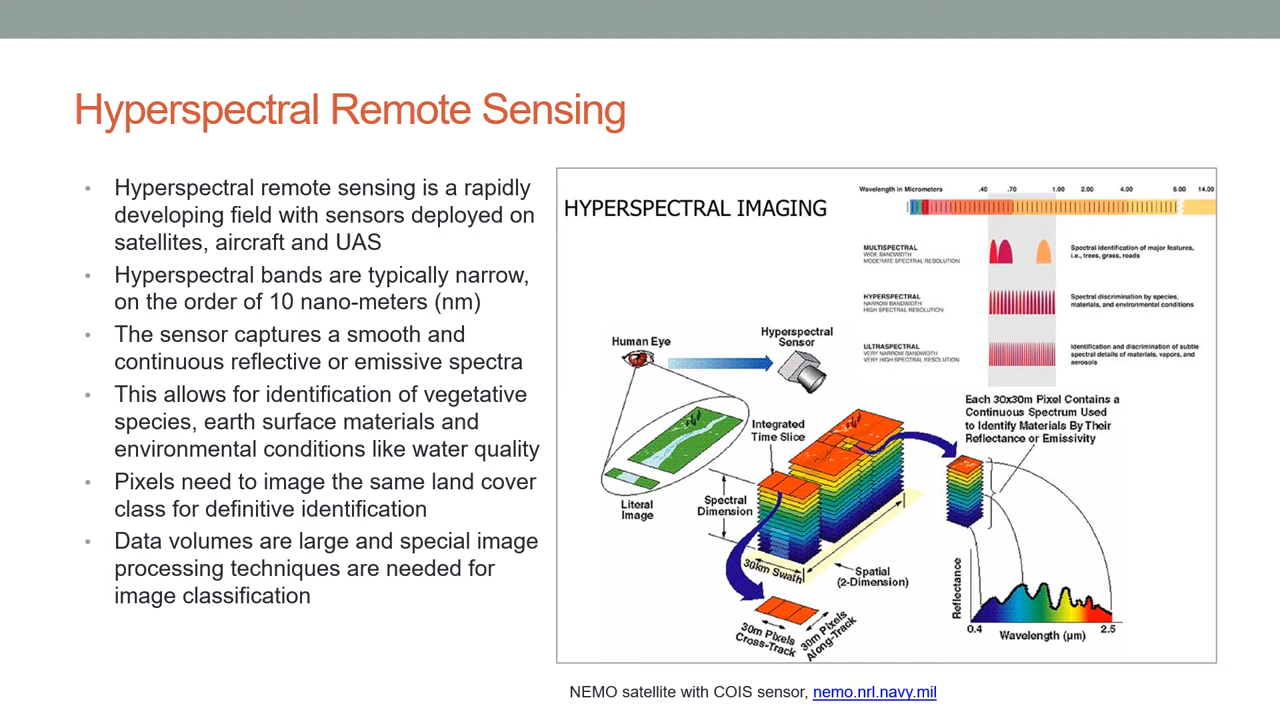 Hyperspectral Remote Sensing
• Hyperspectral remote sensing is a rapidly
developing field with sensors deployed on
satellites, aircraft and UAS
• Hyperspectral bands are typically narrow,
on the order of 10 nano-meters (nm)
• The sensor captures a smooth and
continuous reflective or emissive spectra
• This allows for identification of vegetative
species, earth surface materials and
environmental conditions like water quality
• Pixels need to image the same land cover
class for definitive identification
• Data volumes are large and special image
processing techniques are needed for
image classification
HYPERSPECTRAL IMAGING
Wavelength in Micrometers .40 .70 1.00 2.00 4.00 6.00 14.00
MULTISPECTRAL
WIDE BANDWIDTH
MODERATE SPECTRAL RESOLUTION
Spectral identification of major features,
i.e., trees, grass, roads
HYPERSPECTRAL
NARROW BANDWIDTH
HIGH SPECTRAL RESOLUTION
Spectral discrimination by species,
materials, and environmental conditions
ULTRASPECTRAL
VERY NARROW BANDWIDTH
VERY HIGH SPECTRAL RESOLUTION
Identification and discrimination of subtle
spectral details of materials, vapors, and
aerosols
Human Eye
Hyperspectral
Sensor
Each 30x30m Pixel Contains a
Continuous Spectrum Used
to Identify Materials By Their
Reflectance or Emissivity
Integrated
Time Slice
Literal
Image
Spectral
Dimension
30km Swath
Spatial
(2-Dimension)
30m Pixels
Cross-Track
30m Pixels
Along-Track
Reflectance
0.4
2.5
Wavelength (µm)
NEMO satellite with COIS sensor, nemo.nrl.navy.mil